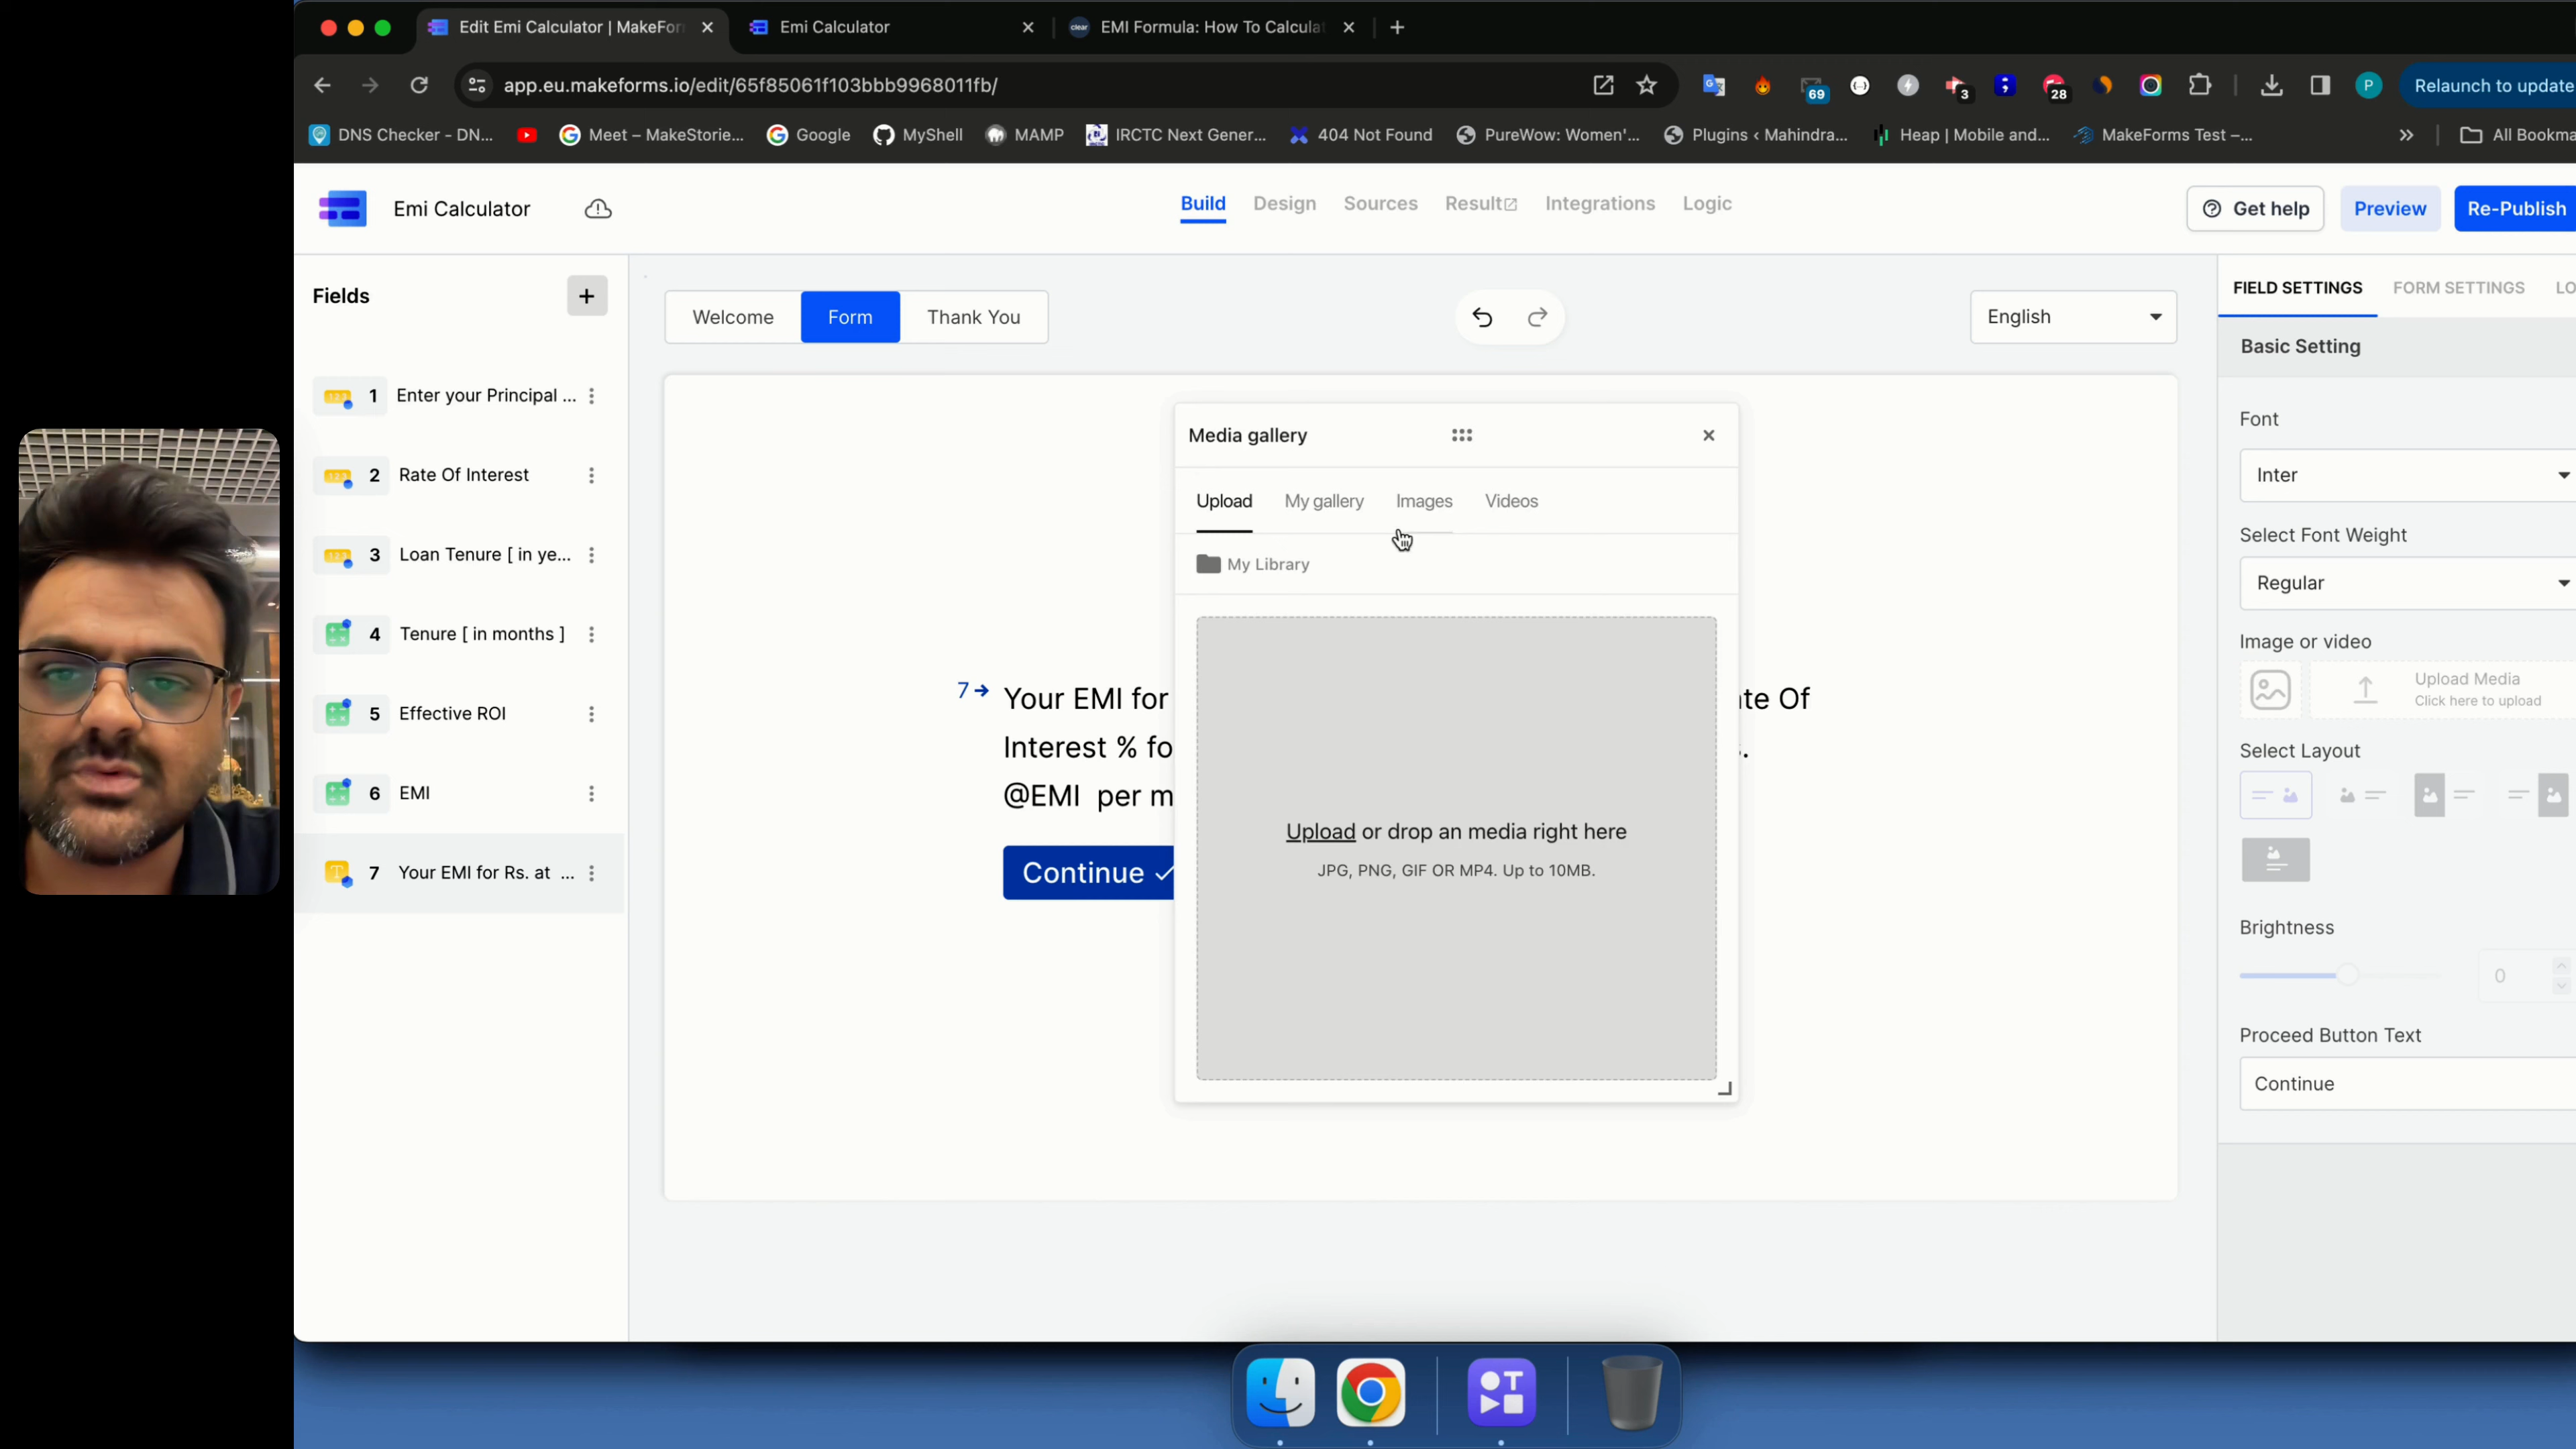 Edit Emi Calculator | MakeFor
Emi Calculator
clear
EMI Formula: How To Calculat
app.eu.makeforms.io/edit/65f85061f103bbb9968011fb/
69
3
28
P
Relaunch to update
DNS Checker - DN...
Meet – MakeStorie...
Google
MyShell
MAMP
IRCTC Next Gener...
404 Not Found
PureWow: Women'...
Plugins ‹ Mahindra...
Heap | Mobile and...
MakeForms Test –...
»
All Bookma
Emi Calculator
Build
Design
Sources
Result
Integrations
Logic
Get help
Preview
Re-Publish
Fields
+
1 Enter your Principal ...
2 Rate Of Interest
3 Loan Tenure [ in ye...
4 Tenure [ in months ]
5 Effective ROI
6 EMI
7 Your EMI for Rs. at ...
Welcome
Form
Thank You
English
7 Your EMI for
te Of
Interest % fo
.
@EMI per m
Continue
Media gallery
Upload
My gallery
Images
Videos
My Library
Upload or drop an media right here
JPG, PNG, GIF OR MP4. Up to 10MB.
FIELD SETTINGS
FORM SETTINGS
LO
Basic Setting
Font
Inter
Select Font Weight
Regular
Image or video
Upload Media
Click here to upload
Select Layout
Brightness
0
Proceed Button Text
Continue